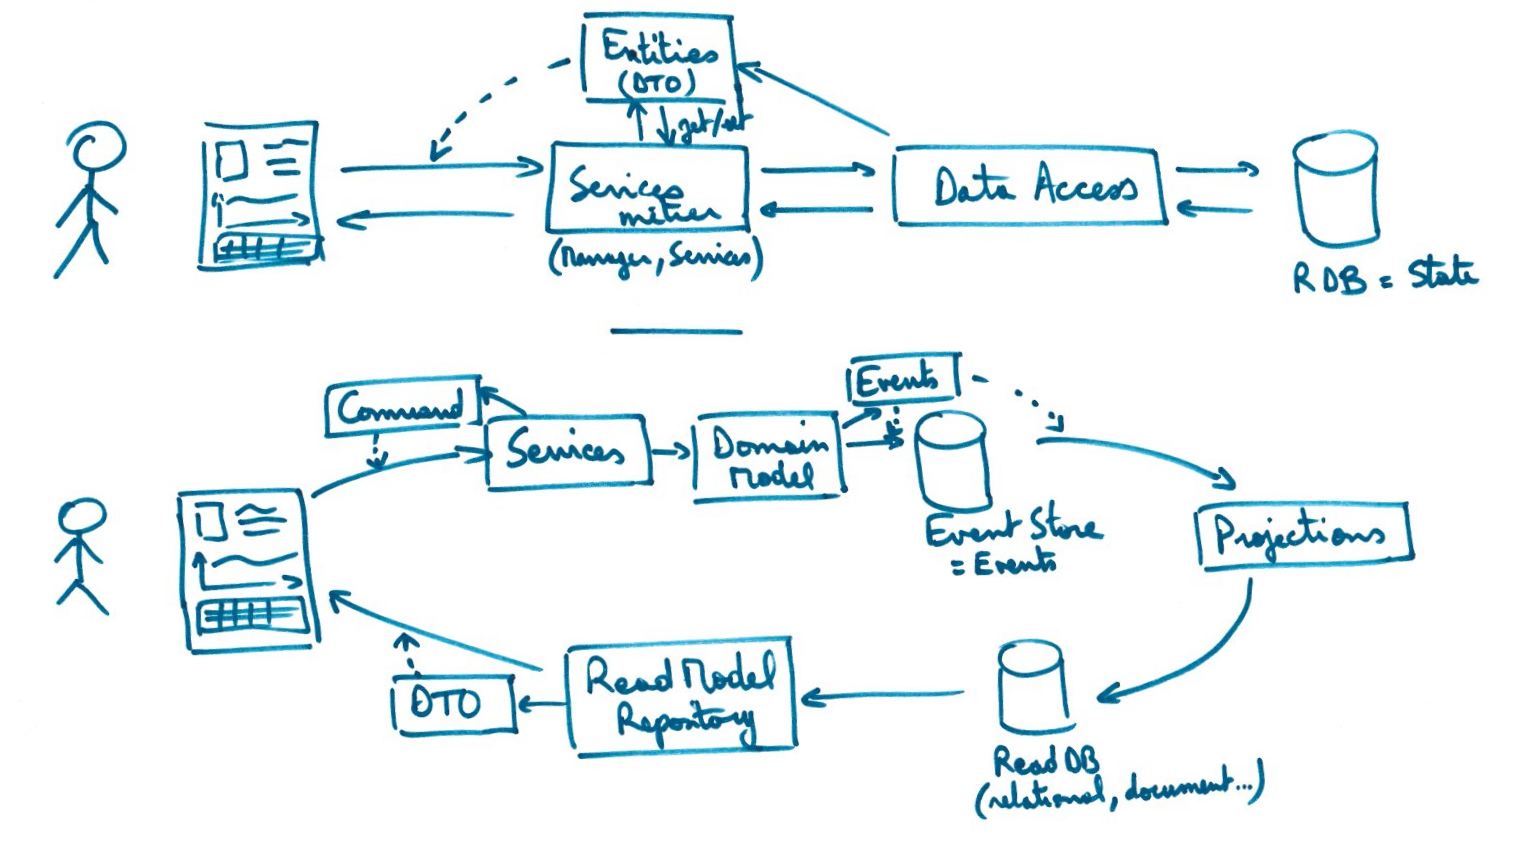 Entities
(DTO)
get/set
Services
métier
(Manager, Services)
Data Access
RDB = State
Command
Services
Domain
Model
Events
Event Store
= Events
Projections
DTO
Read Model
Repository
Read DB
(relational, document...)